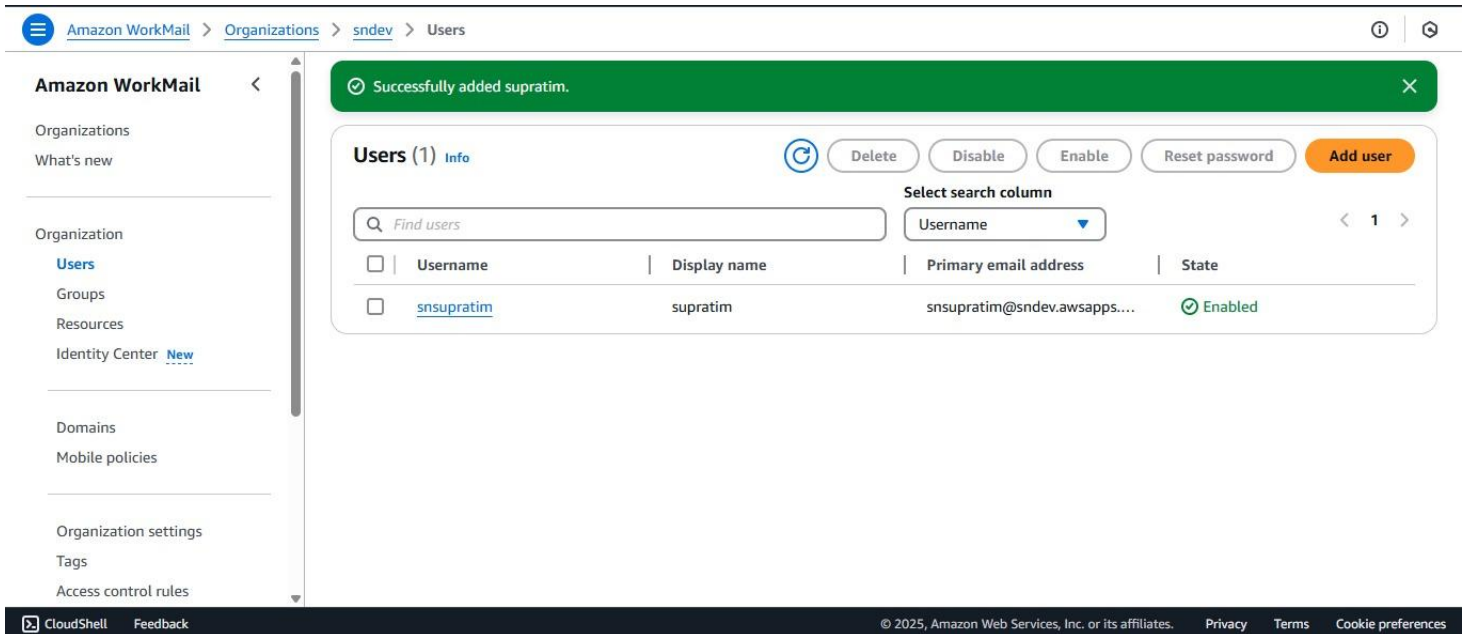 Amazon WorkMail > Organizations > sndev > Users
Amazon WorkMail
Organizations
What's new
Organization
Users
Groups
Resources
Identity Center New
Domains
Mobile policies
Organization settings
Tags
Access control rules
Successfully added supratim.
Users (1) Info
Delete Disable Enable Reset password Add user
Select search column
Find users Username < 1 >
Username Display name Primary email address State
snsupratim supratim snsupratim@sndev.awsapps.... Enabled
CloudShell Feedback © 2025, Amazon Web Services, Inc. or its affiliates. Privacy Terms Cookie preferences